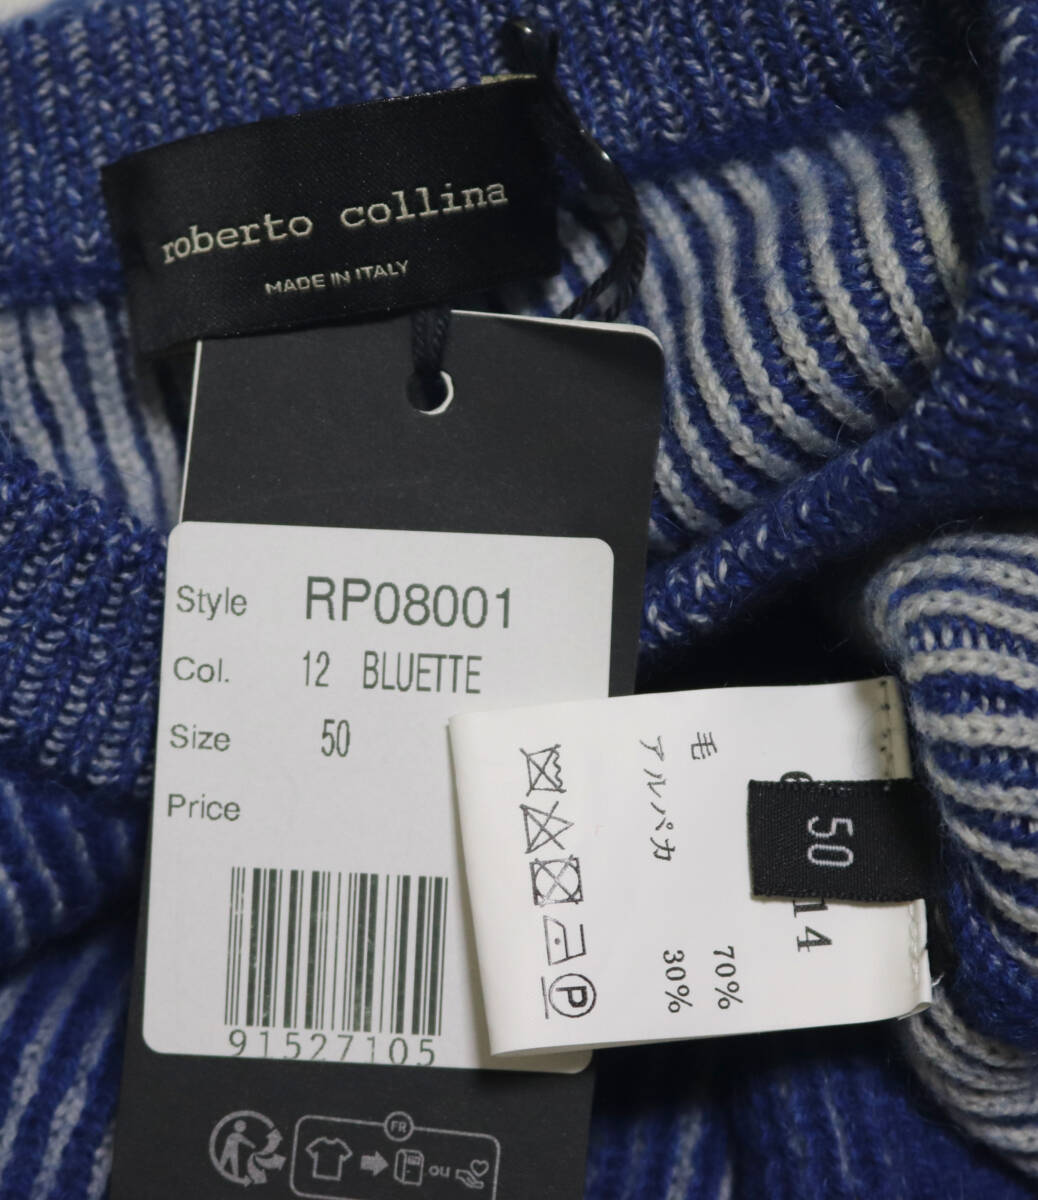 roberto collina
MADE IN ITALY
Style RP08001
Col. 12 BLUETTE
Size 50
Price
91527105
FR
ou
毛 70%
アルパカ 30%
P
50
14